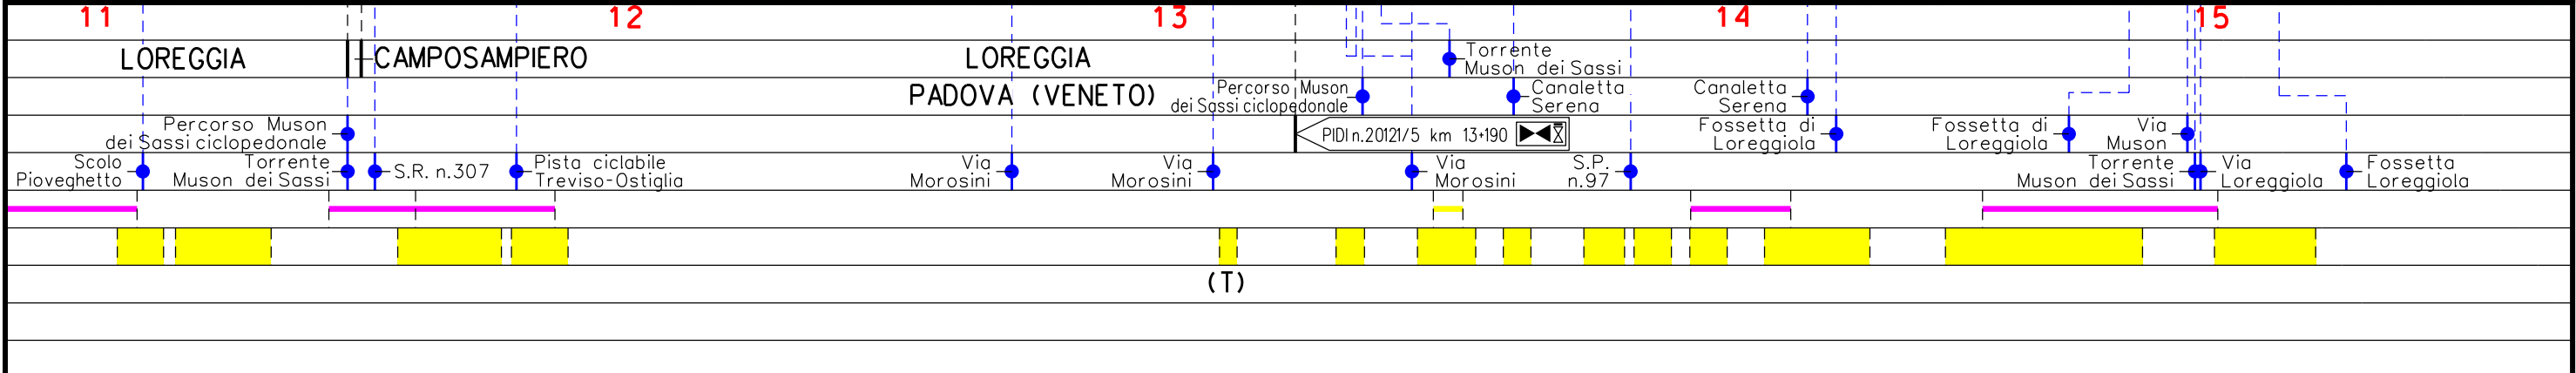 11 12 13 14 15
LOREGGIA CAMPOSAMPIERO LOREGGIA Torrente
Muson dei Sassi
PADOVA (VENETO)
Percorso Muson
dei Sassi ciclopedonale
Canaletta
Serena
Canaletta
Serena
Percorso Muson
dei Sassi ciclopedonale
PIDI n.20121/5 km 13+190
Fossetta di
Loreggiola
Fossetta di
Loreggiola
Via
Muson
Scolo
Pioveghetto
Torrente
Muson dei Sassi
S.R. n.307
Pista ciclabile
Treviso-Ostiglia
Via
Morosini
Via
Morosini
Via
Morosini
S.P.
n.97
Torrente
Muson dei Sassi
Via
Loreggiola
Fossetta
Loreggiola
(T)